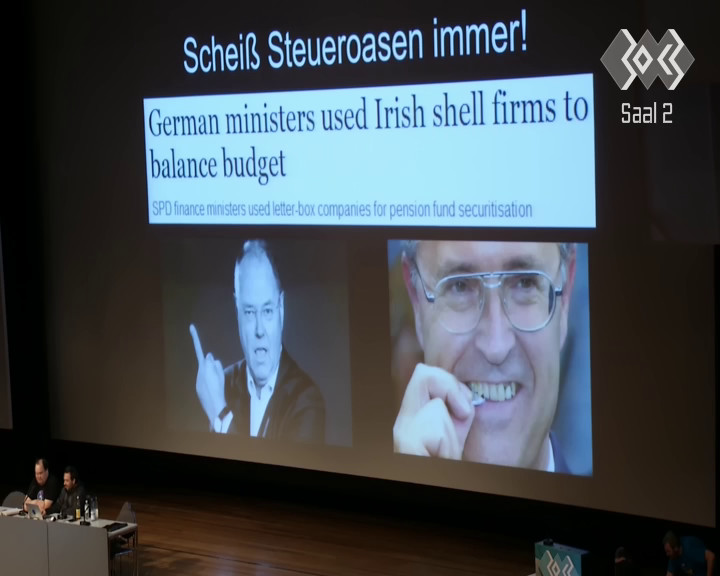 Scheiß Steueroasen immer!
Saal 2
German ministers used Irish shell firms to
balance budget
SPD finance ministers used letter-box companies for pension fund securitisation